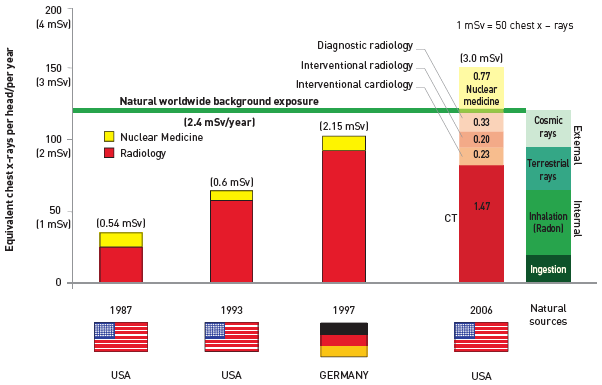 Equivalent chest x-rays per head/per year
200
(4 mSv)
150
(3 mSv)
100
(2 mSv)
50
(1 mSv)
0
1 mSv = 50 chest x – rays
Diagnostic radiology
Interventional radiology
Interventional cardiology
Natural worldwide background exposure
(2.4 mSv/year)
Nuclear Medicine
Radiology
(0.54 mSv)
(0.6 mSv)
(2.15 mSv)
(3.0 mSv)
0.77
Nuclear
medicine
0.33
0.20
0.23
CT
1.47
Cosmic
rays
Terrestrial
rays
Inhalation
(Radon)
Ingestion
External
Internal
1987
1993
1997
2006
Natural
sources
USA
USA
GERMANY
USA